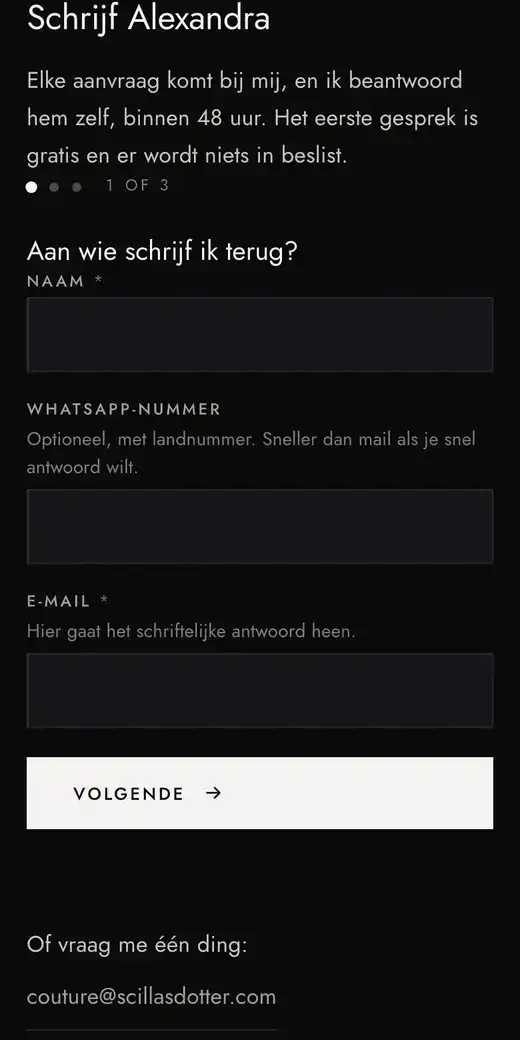 Schrijf Alexandra
Elke aanvraag komt bij mij, en ik beantwoord
hem zelf, binnen 48 uur. Het eerste gesprek is
gratis en er wordt niets in beslist.
1 OF 3
Aan wie schrijf ik terug?
NAAM *
WHATSAPP-NUMMER
Optioneel, met landnummer. Sneller dan mail als je snel
antwoord wilt.
E-MAIL *
Hier gaat het schriftelijke antwoord heen.
VOLGENDE →
Of vraag me één ding:
couture@scillasdotter.com